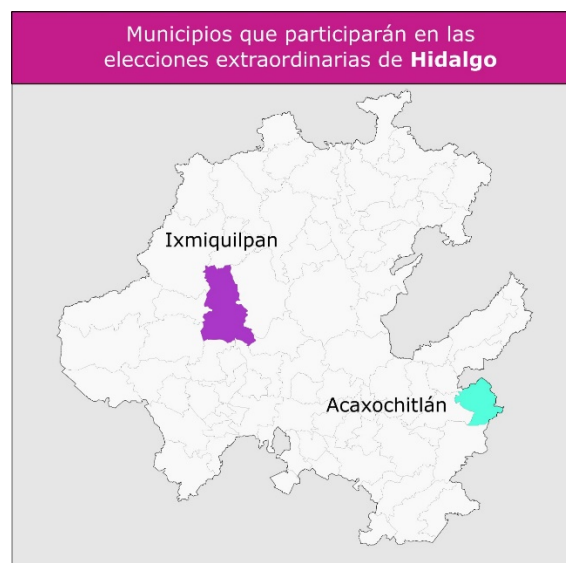 Municipios que participarán en las
elecciones extraordinarias de Hidalgo
Ixmiquilpan
Acaxochitlán